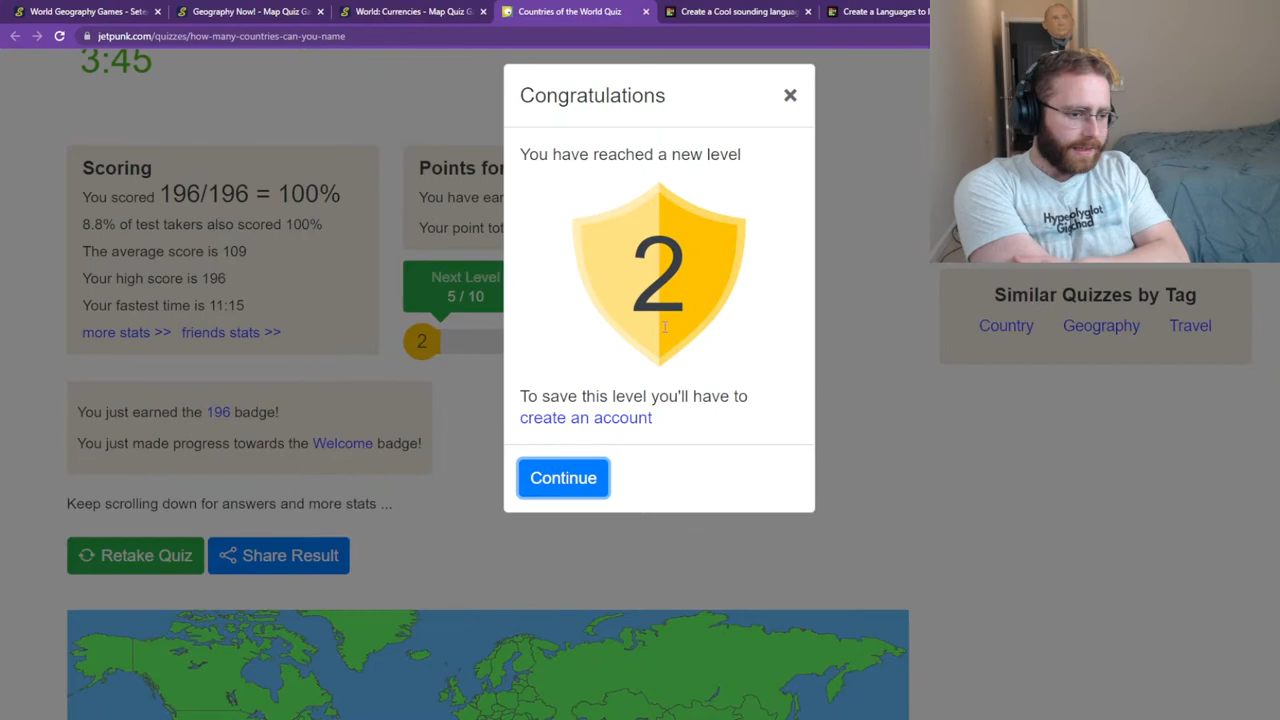 World Geography Games - Sete
Geography Now! - Map Quiz Ga
World: Currencies - Map Quiz G
Countries of the World Quiz
Create a Cool sounding langua
Create a Languages to
jetpunk.com/quizzes/how-many-countries-can-you-name
3:45
Congratulations
You have reached a new level
2
To save this level you'll have to
create an account
Continue
Scoring
You scored 196/196 = 100%
8.8% of test takers also scored 100%
The average score is 109
Your high score is 196
Your fastest time is 11:15
more stats >> friends stats >>
Points for
You have ea
Your point to
Next Level
5 / 10
2
You just earned the 196 badge!
You just made progress towards the Welcome badge!
Keep scrolling down for answers and more stats ...
Retake Quiz
Share Result
Similar Quizzes by Tag
Country Geography Travel
Hyperpolyglot
Gigachad